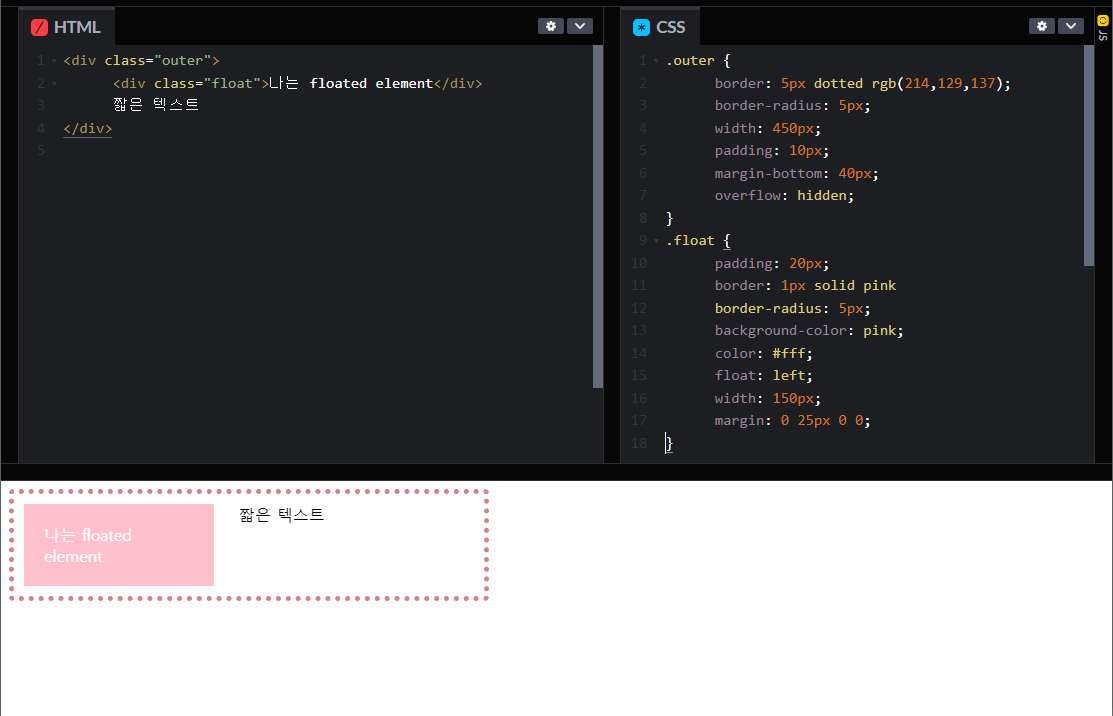 HTML
1 <div class="outer">
2 <div class="float">나는 floated element</div>
3 짧은 텍스트
4 </div>
5
CSS
1 .outer {
2 border: 5px dotted rgb(214,129,137);
3 border-radius: 5px;
4 width: 450px;
5 padding: 10px;
6 margin-bottom: 40px;
7 overflow: hidden;
8 }
9 .float {
10 padding: 20px;
11 border: 1px solid pink
12 border-radius: 5px;
13 background-color: pink;
14 color: #fff;
15 float: left;
16 width: 150px;
17 margin: 0 25px 0 0;
18 }
JS
나는 floated
element
짧은 텍스트